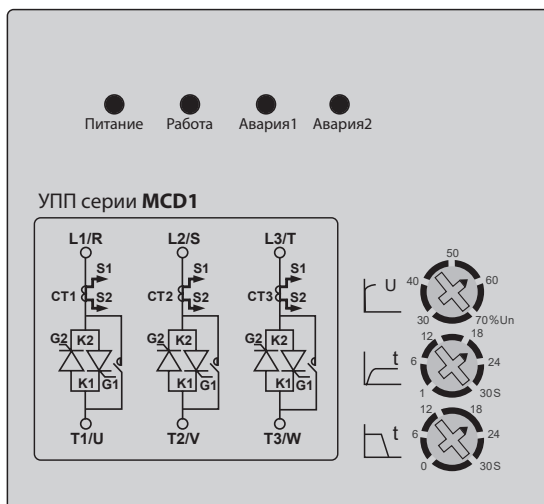 Питание Работа Авария1 Авария2
УПП серии MCD1
L1/R L2/S L3/T
S1 S1 S1
CT1 S2 CT2 S2 CT3 S2
G2 K2 G2 K2 G2 K2
K1 G1 K1 G1 K1 G1
T1/U T2/V T3/W
50
40 U 60
30 70%Un
12 18
6 t 24
1 30S
12 18
6 t 24
0 30S